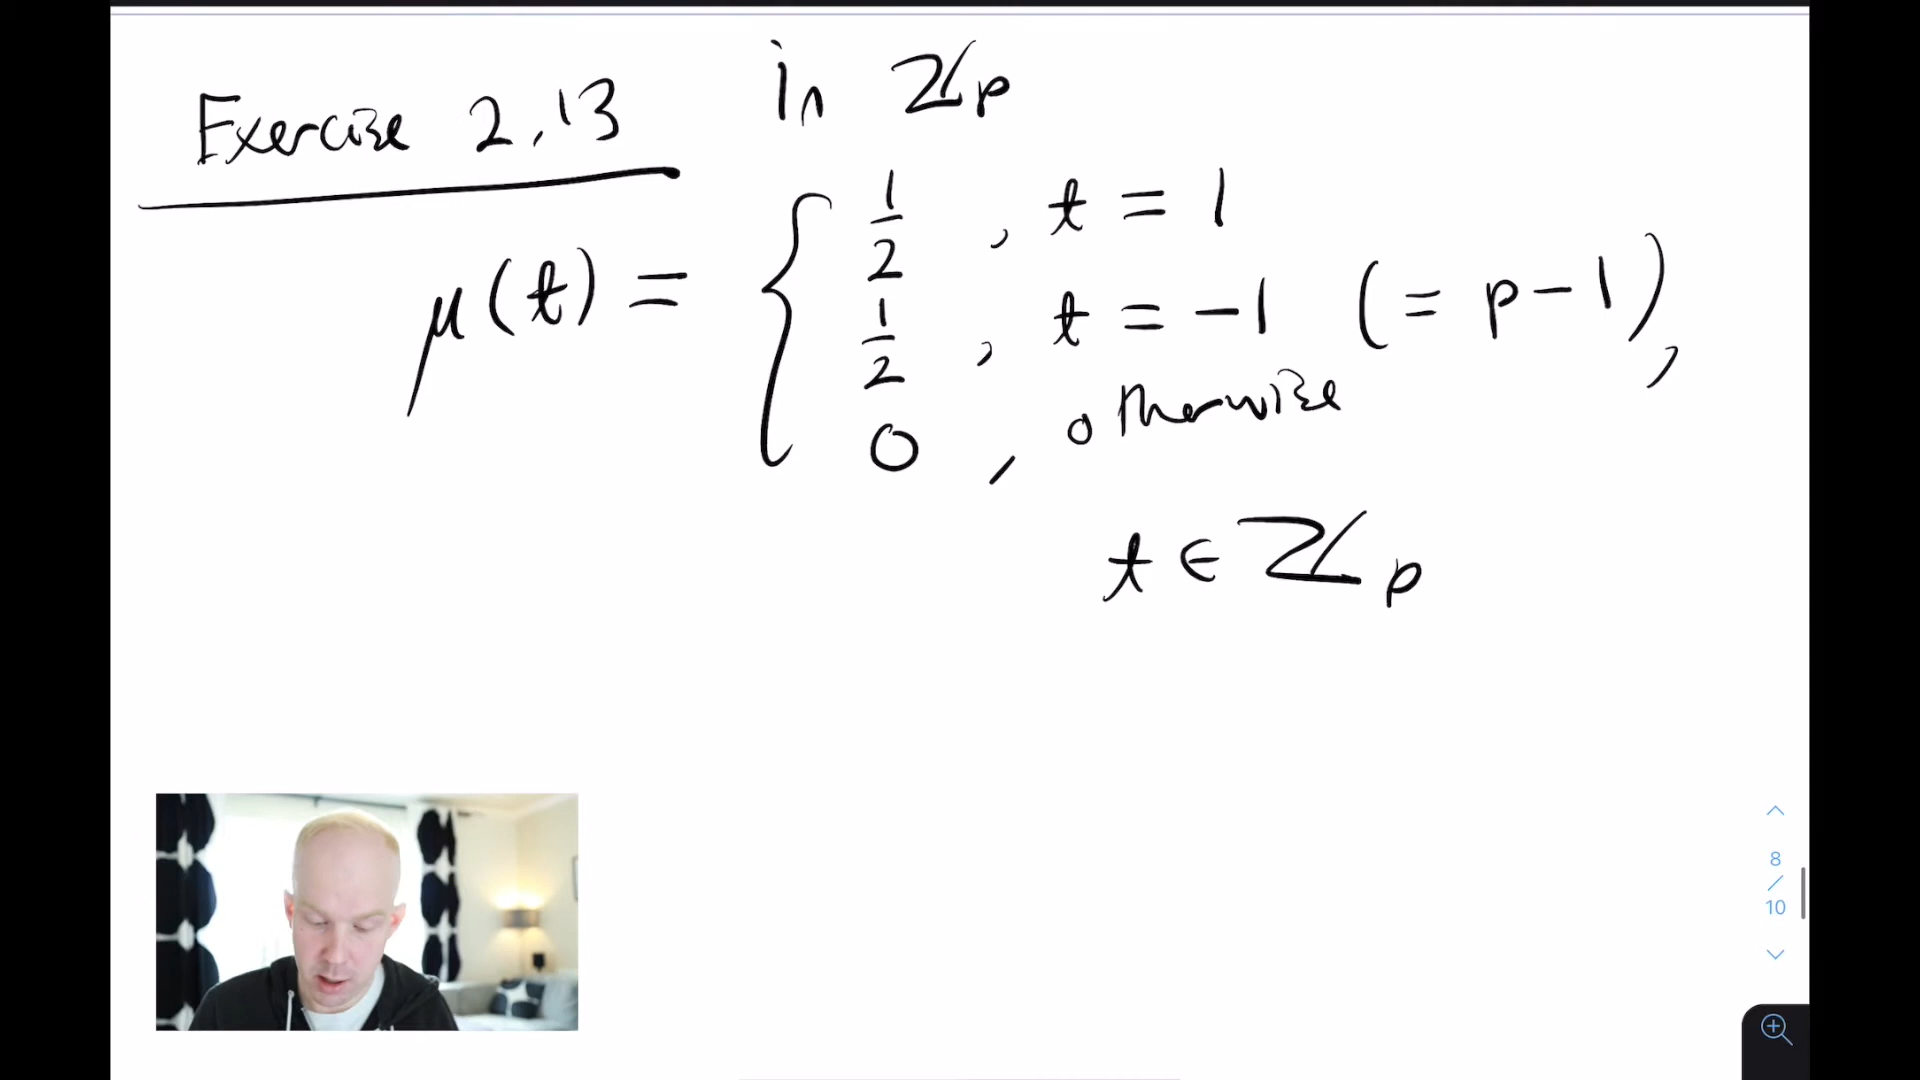 Exercise 2.13 in ℤp
μ(t) = { 1/2 , t = 1
1/2 , t = -1 (= p-1),
0 , otherwise
t ∈ ℤp
8
/
10